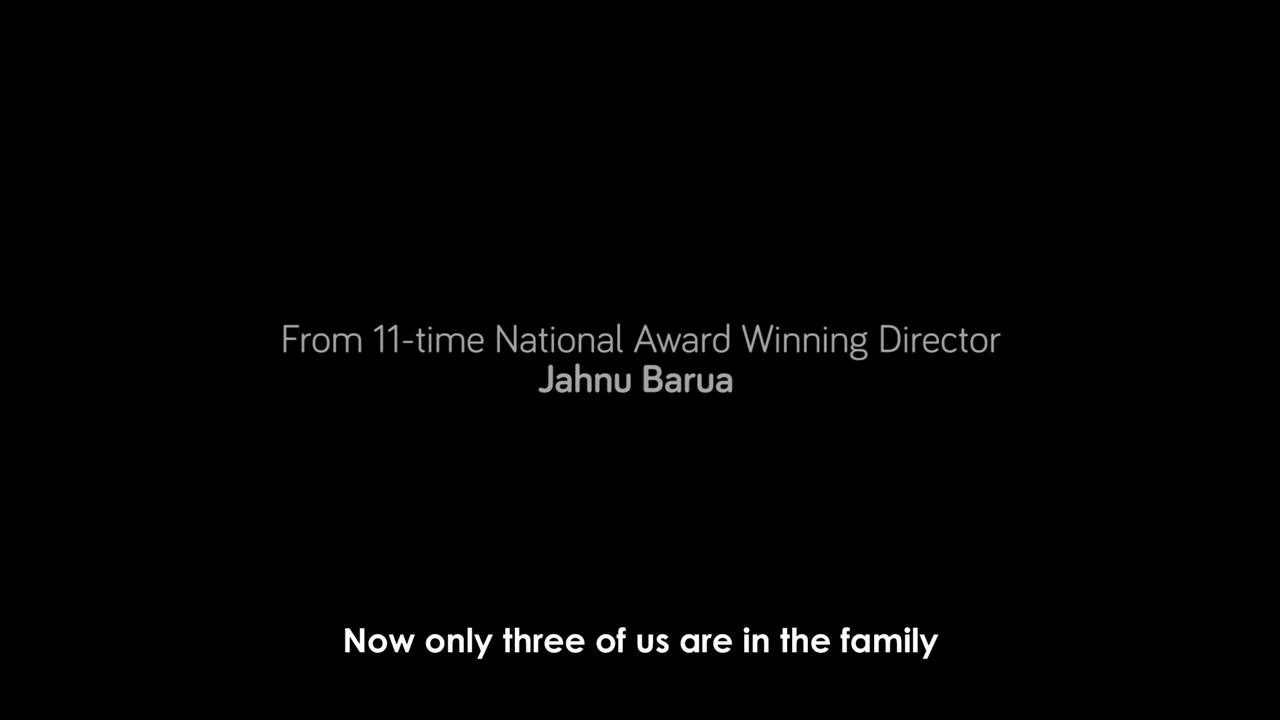 From 11-time National Award Winning Director
Jahnu Barua
Now only three of us are in the family